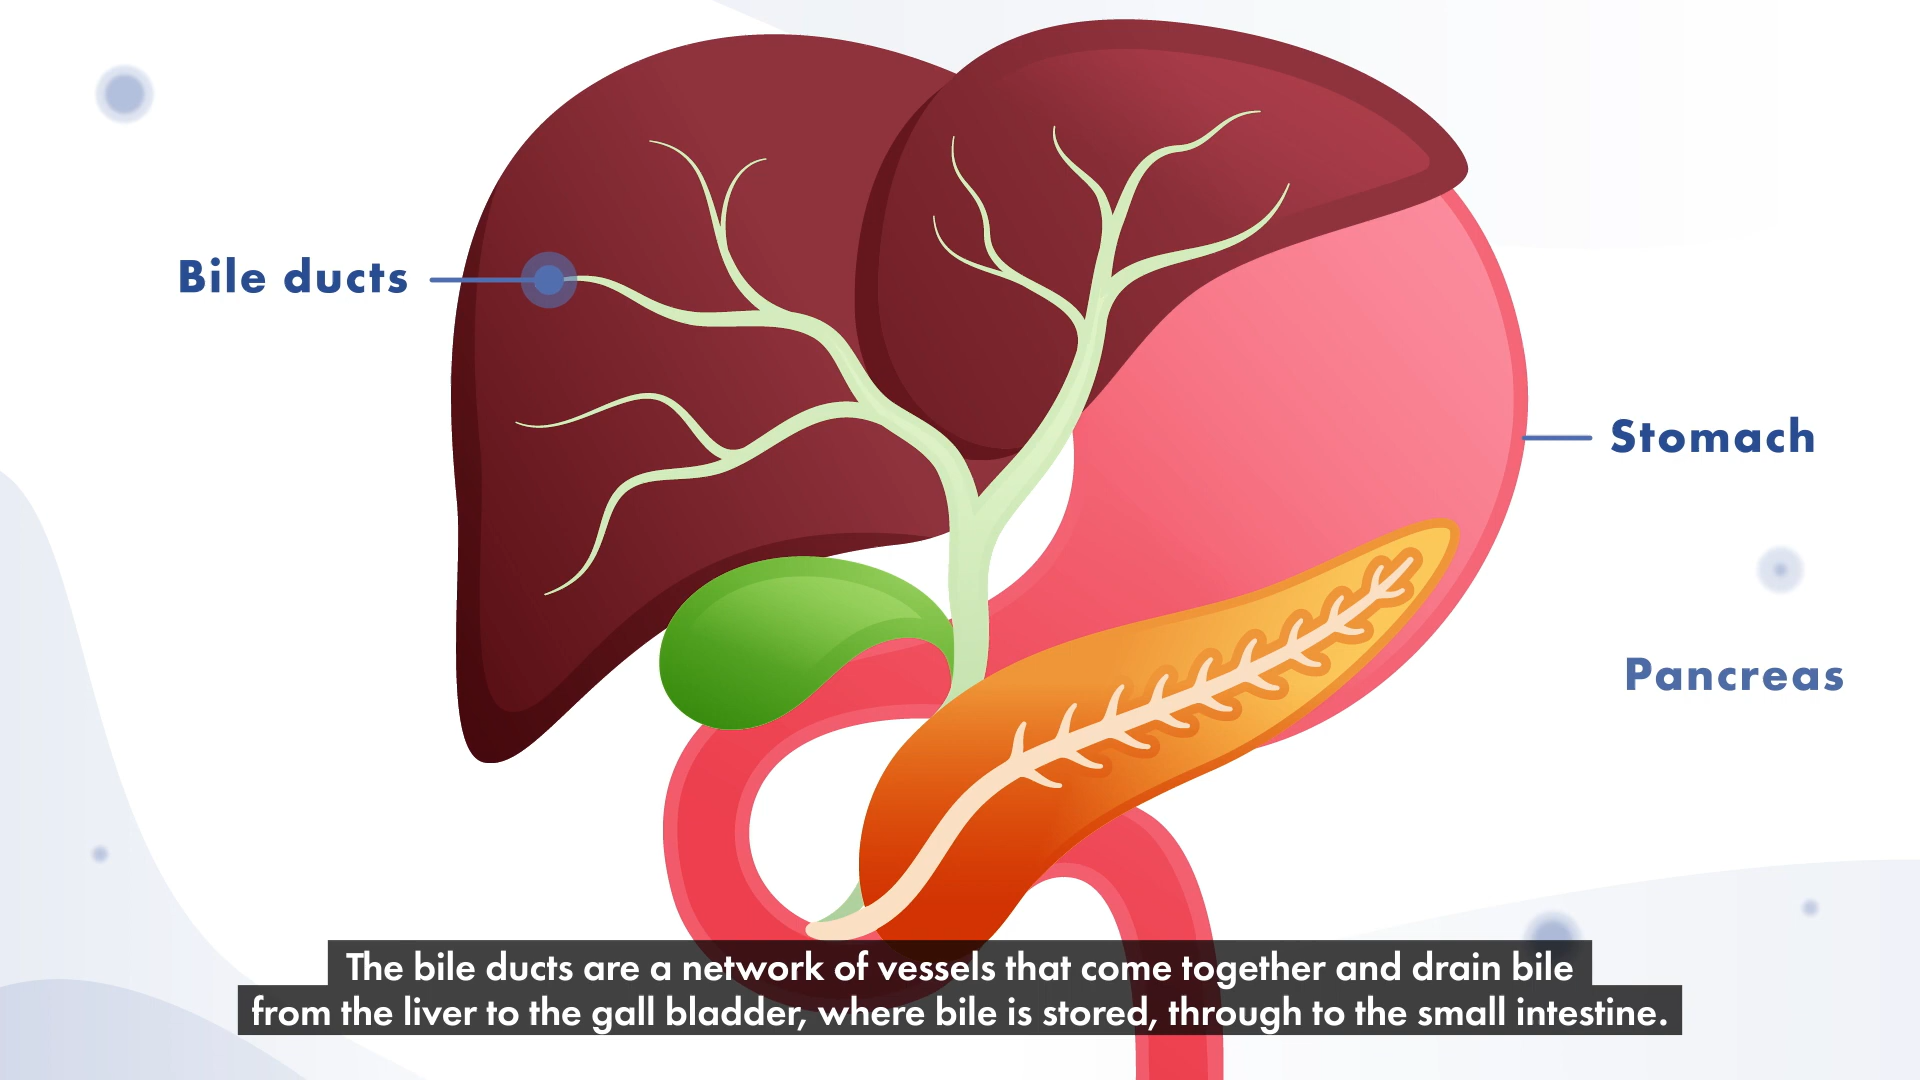 Bile ducts
Stomach
Pancreas
The bile ducts are a network of vessels that come together and drain bile
from the liver to the gall bladder, where bile is stored, through to the small intestine.